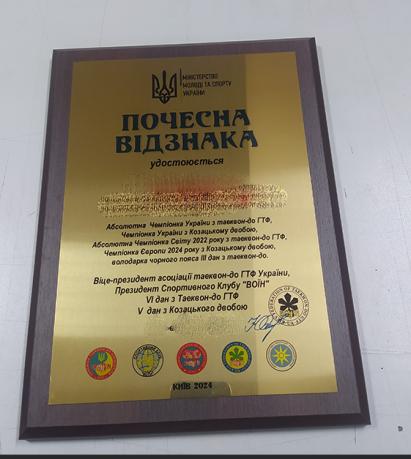 МІНІСТЕРСТВО
МОЛОДІ ТА СПОРТУ
УКРАЇНИ
ПОЧЕСНА
ВІДЗНАКА
удостоюється
Абсолютна Чемпіонка України з таеквон-до ГТФ,
Чемпіонка України з Козацькому двобою,
Абсолютна Чемпіонка Світу 2022 року з таеквон-до ГТФ,
Чемпіонка Європи 2024 року з Козацькому двобою,
володарка чорного пояса III дан з таеквон-до.
Віце-президент асоціації таеквон-до ГТФ України,
Президент Спортивного Клубу "ВОЇН"
VI дан з Таеквон-до ГТФ
V дан з Козацького двобою
КИЇВ 2024